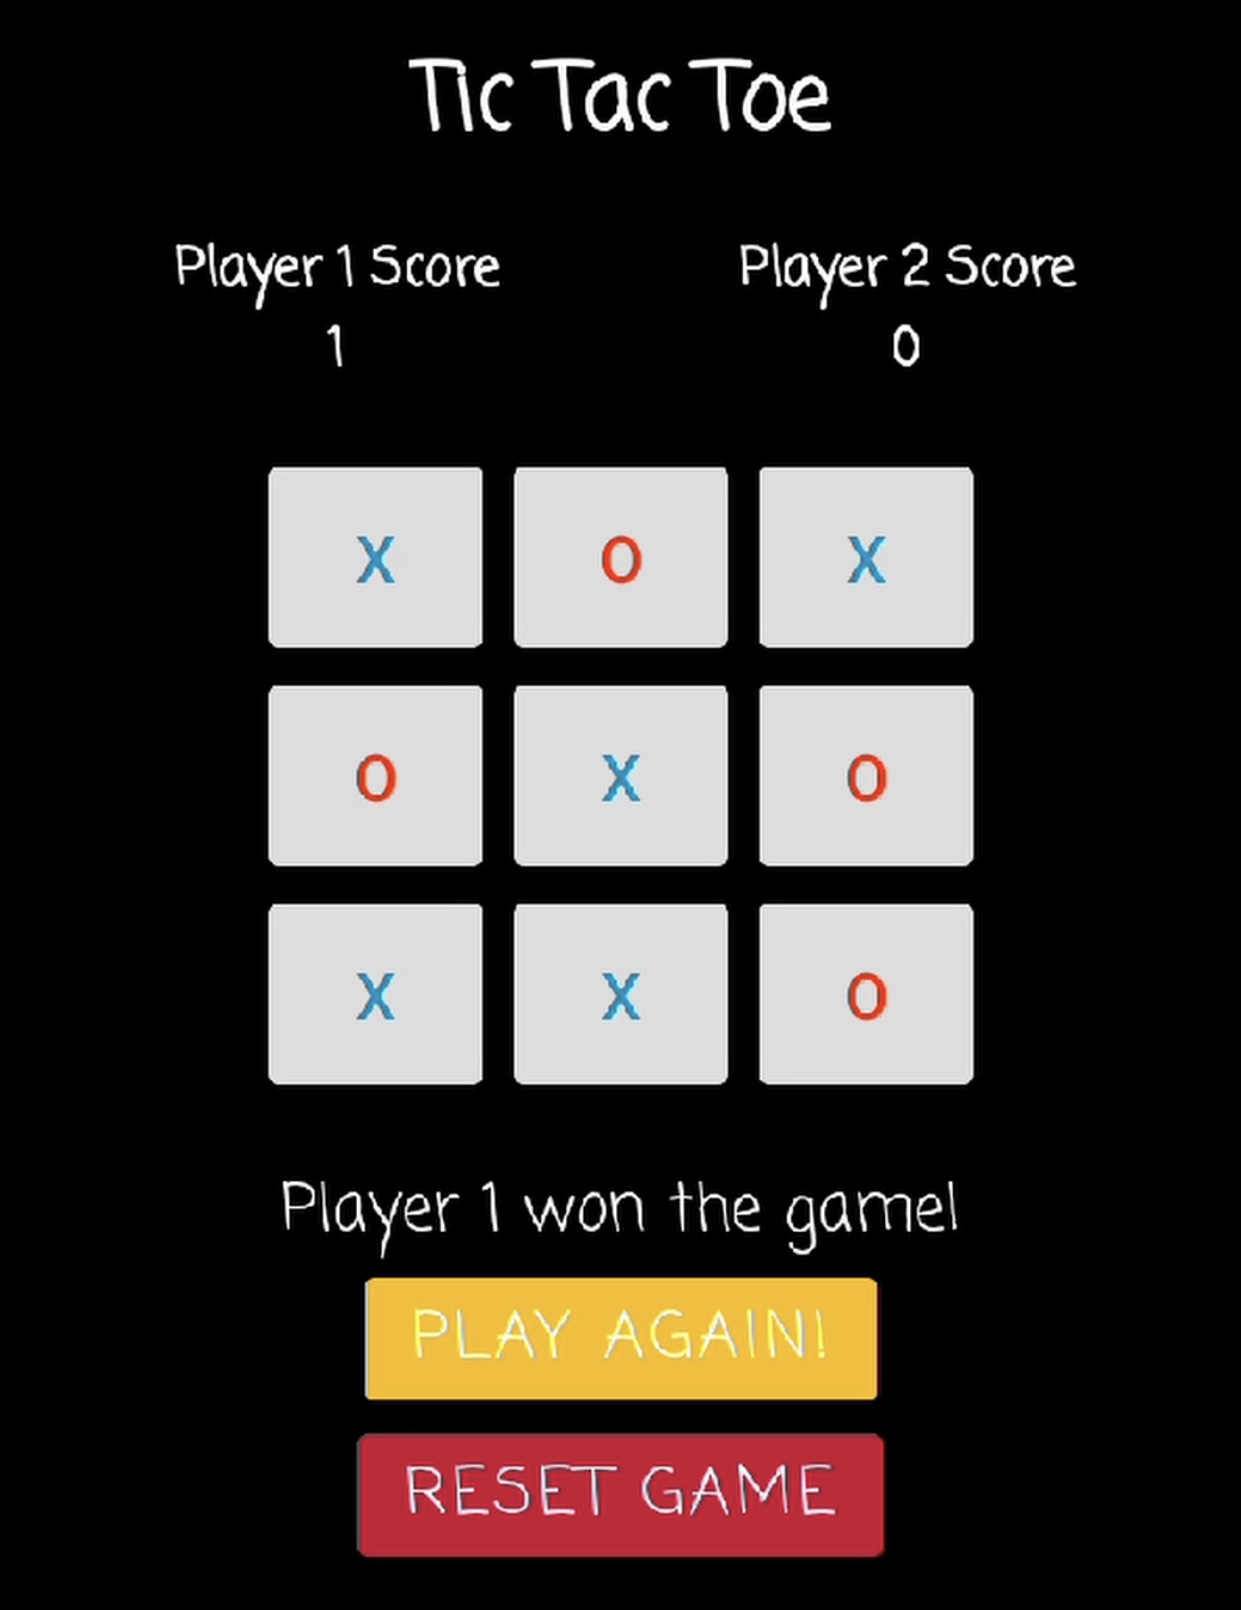 Tic Tac Toe
Player 1 Score Player 2 Score
1 0
X O X
O X O
X X O
Player 1 won the game!
PLAY AGAIN!
RESET GAME